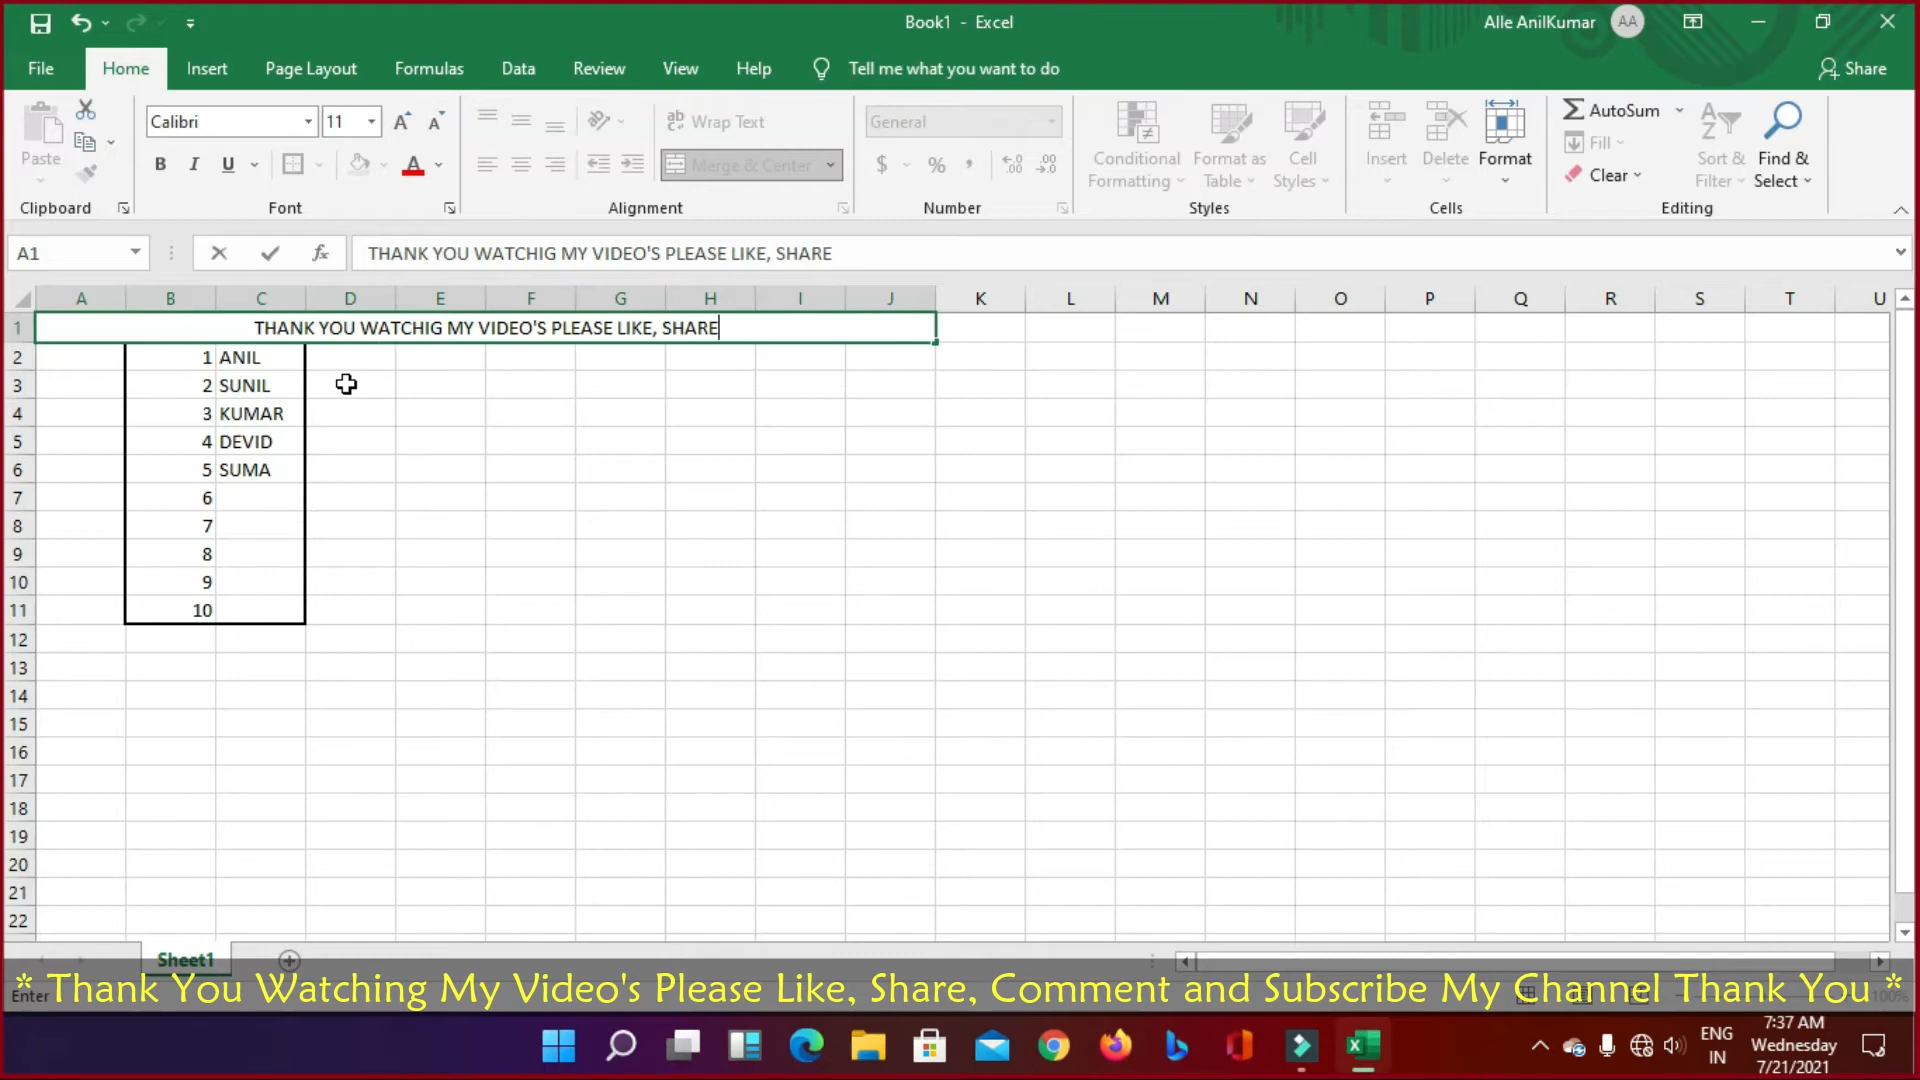 Book1 - Excel
Alle AnilKumar AA
File Home Insert Page Layout Formulas Data Review View Help Tell me what you want to do Share
Paste
Calibri 11
Wrap Text
General
Conditional Formatting
Format as Table
Cell Styles
Insert Delete Format
AutoSum
Fill
Clear
Sort & Filter
Find & Select
B I U A
Merge & Center
$ % ,
Clipboard Font Alignment Number Styles Cells Editing
A1 fx THANK YOU WATCHIG MY VIDEO'S PLEASE LIKE, SHARE
A B C D E F G H I J K L M N O P Q R S T U
1 THANK YOU WATCHIG MY VIDEO'S PLEASE LIKE, SHARE
2 1 ANIL
3 2 SUNIL
4 3 KUMAR
5 4 DEVID
6 5 SUMA
7 6
8 7
9 8
10 9
11 10
12
13
14
15
16
17
18
19
20
21
22
Sheet1
* Thank You Watching My Video's Please Like, Share, Comment and Subscribe My Channel Thank You *
Enter 100%
ENG
IN
7:37 AM
Wednesday
7/21/2021